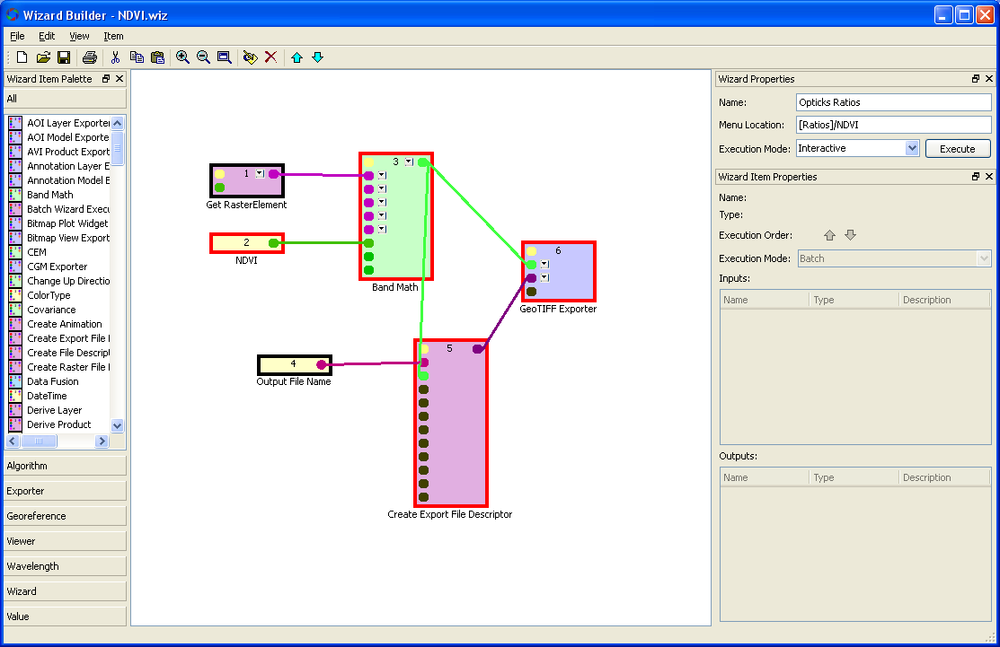 Wizard Builder - NDVI.wiz
File Edit View Item
Wizard Item Palette
All
AOI Layer Exporter
AOI Model Exporte
AVI Product Export
Annotation Layer E
Annotation Model E
Band Math
Batch Wizard Execu
Bitmap Plot Widget
Bitmap View Export
CEM
CGM Exporter
Change Up Directio
ColorType
Covariance
Create Animation
Create Export File I
Create File Descript
Create Raster File I
Data Fusion
DateTime
Derive Layer
Derive Product
Algorithm
Exporter
Georeference
Viewer
Wavelength
Wizard
Value
1
Get RasterElement
2
NDVI
3
Band Math
4
Output File Name
5
Create Export File Descriptor
6
GeoTIFF Exporter
Wizard Properties
Name: Opticks Ratios
Menu Location: [Ratios]/NDVI
Execution Mode: Interactive Execute
Wizard Item Properties
Name:
Type:
Execution Order:
Execution Mode: Batch
Inputs:
Name Type Description
Outputs:
Name Type Description